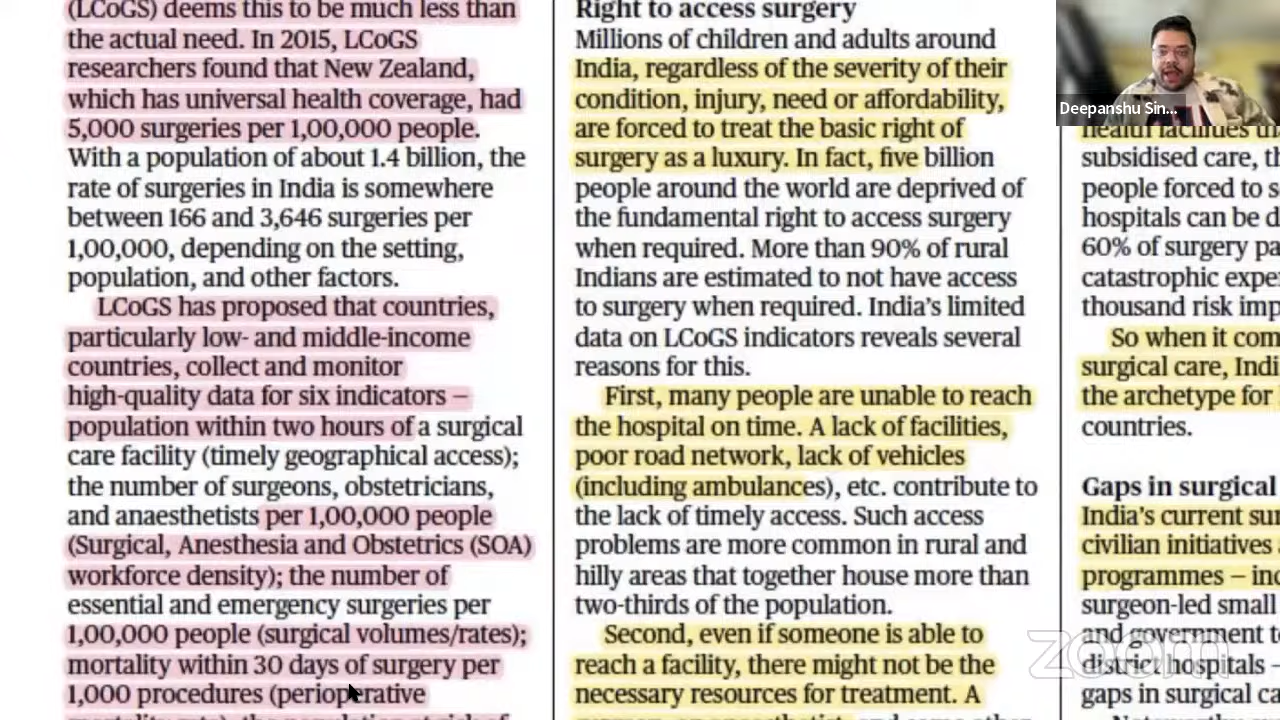 (LCoGS) deems this to be much less than
the actual need. In 2015, LCoGS
researchers found that New Zealand,
which has universal health coverage, had
5,000 surgeries per 1,00,000 people.
With a population of about 1.4 billion, the
rate of surgeries in India is somewhere
between 166 and 3,646 surgeries per
1,00,000, depending on the setting,
population, and other factors.
LCoGS has proposed that countries,
particularly low- and middle-income
countries, collect and monitor
high-quality data for six indicators —
population within two hours of a surgical
care facility (timely geographical access);
the number of surgeons, obstetricians,
and anaesthetists per 1,00,000 people
(Surgical, Anesthesia and Obstetrics (SOA)
workforce density); the number of
essential and emergency surgeries per
1,00,000 people (surgical volumes/rates);
mortality within 30 days of surgery per
1,000 procedures (perioperative
Right to access surgery
Millions of children and adults around
India, regardless of the severity of their
condition, injury, need or affordability,
are forced to treat the basic right of
surgery as a luxury. In fact, five billion
people around the world are deprived of
the fundamental right to access surgery
when required. More than 90% of rural
Indians are estimated to not have access
to surgery when required. India's limited
data on LCoGS indicators reveals several
reasons for this.
First, many people are unable to reach
the hospital on time. A lack of facilities,
poor road network, lack of vehicles
(including ambulances), etc. contribute to
the lack of timely access. Such access
problems are more common in rural and
hilly areas that together house more than
two-thirds of the population.
Second, even if someone is able to
reach a facility, there might not be the
necessary resources for treatment. A
Deepanshu Sin...
health facilities
subsidised care, th
people forced to s
hospitals can be d
60% of surgery pa
catastrophic expe
thousand risk imp
So when it com
surgical care, Indi
the archetype for
countries.
Gaps in surgical
India's current sur
civilian initiatives
programmes — inc
surgeon-led small
and government t
district hospitals —
gaps in surgical ca
zoom